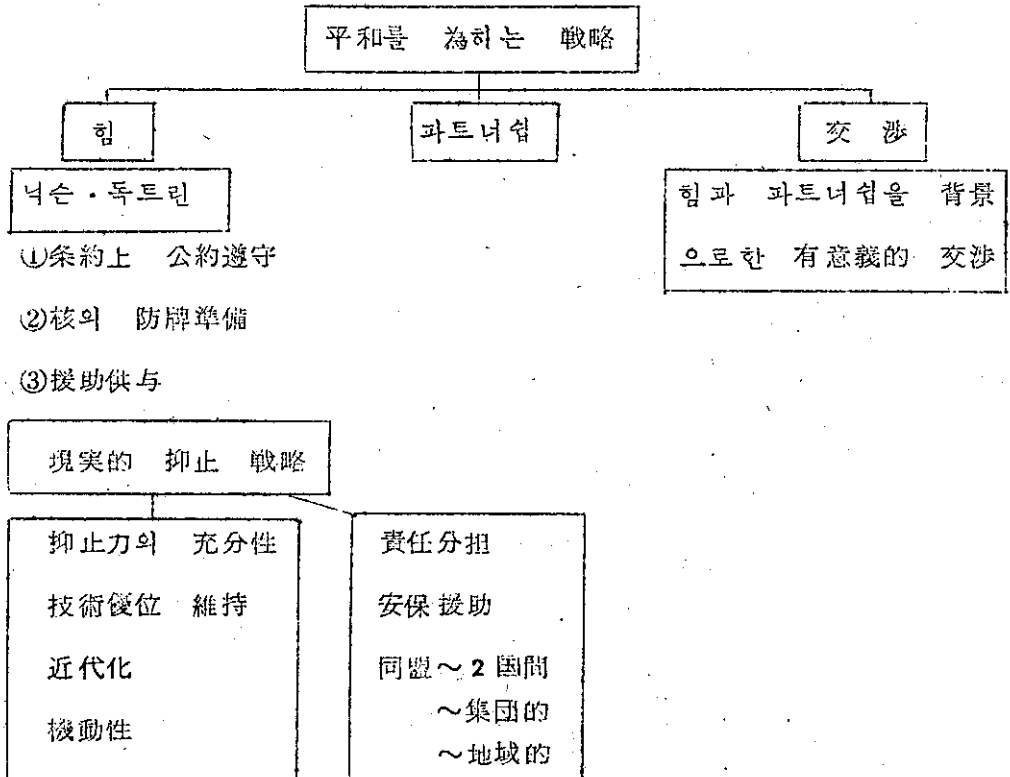 平和를 為하는 戦略
힘
파트너쉽
交渉
닉슨·독트린
힘과 파트너쉽을 背景
으로한 有意義的 交渉
①条約上 公約遵守
②核의 防牌準備
③援助供与
現実的 抑止 戦略
抑止力의 充分性
技術優位 維持
近代化
機動性
責任分担
安保援助
同盟~2国間
~集団的
~地域的